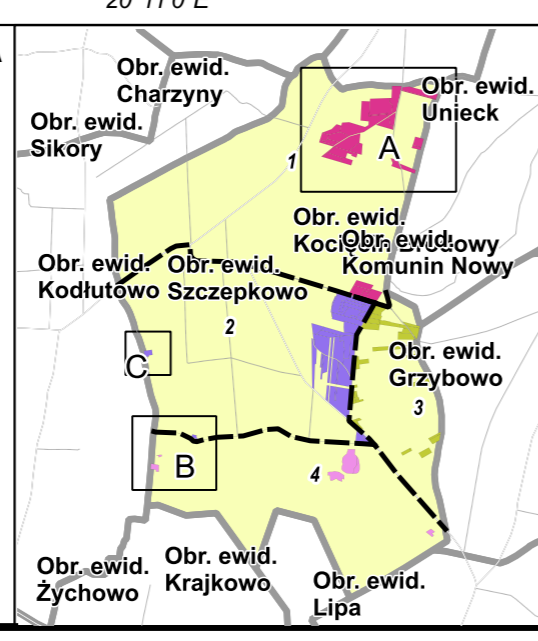 20°11'0"E
Obr. ewid.
Charzyny
Obr. ewid.
Unieck
Obr. ewid.
Sikory
A
1
Obr. ewid.
Obr. ewid.
Komunin Nowy
Obr. ewid.
Kodłutowo
Obr. ewid.
Szczepkowo
2
C
Obr. ewid.
Grzybowo
3
B
4
Obr. ewid.
Żychowo
Obr. ewid.
Krajkowo
Obr. ewid.
Lipa